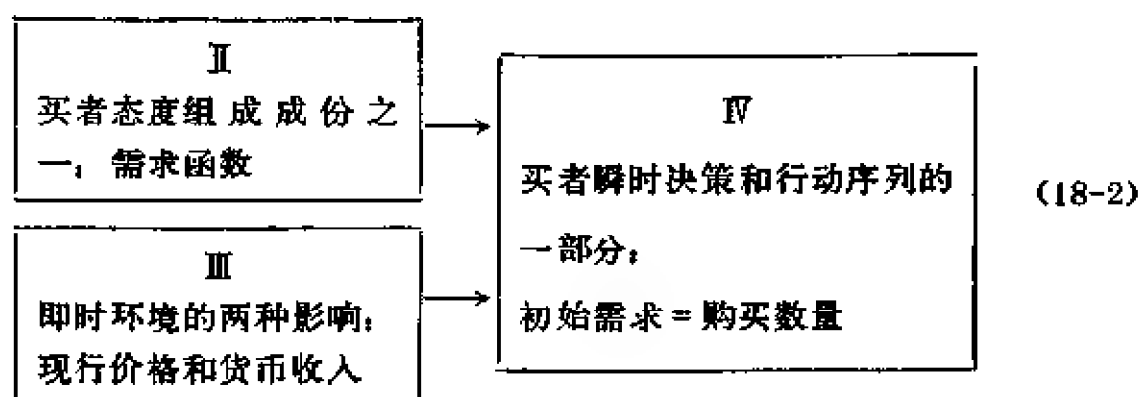 Ⅱ
买者态度组成成份之
一：需求函数
Ⅲ
即时环境的两种影响：
现行价格和货币收入
Ⅳ
买者瞬时决策和行动序列的
一部分：
初始需求=购买数量
(18-2)